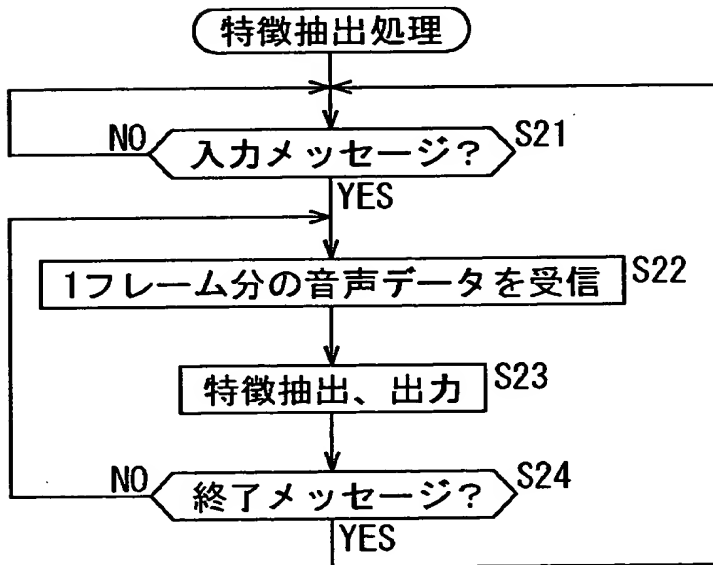 特徴抽出処理
NO
入力メッセージ?
S21
YES
1フレーム分の音声データを受信
S22
特徴抽出、出力
S23
NO
終了メッセージ?
S24
YES